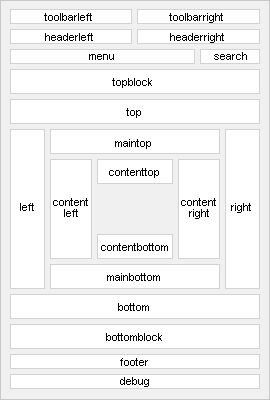 toolbarleft
toolbarright
headerleft
headerright
menu
search
topblock
top
maintop
left
content
left
contenttop
content
right
right
contentbottom
mainbottom
bottom
bottomblock
footer
debug